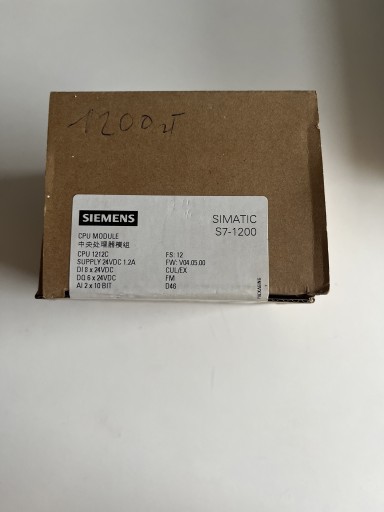 1200
SIEMENS
SIMATIC
S7-1200
CPU MODULE
中央处理器模组
CPU 1212C
SUPPLY 24VDC 1.2A
DI 8 x 24VDC
DQ 6 x 24VDC
AI 2 x 10 BIT
FS: 12
FW: V04.05.00
CUL/EX
FM
D46